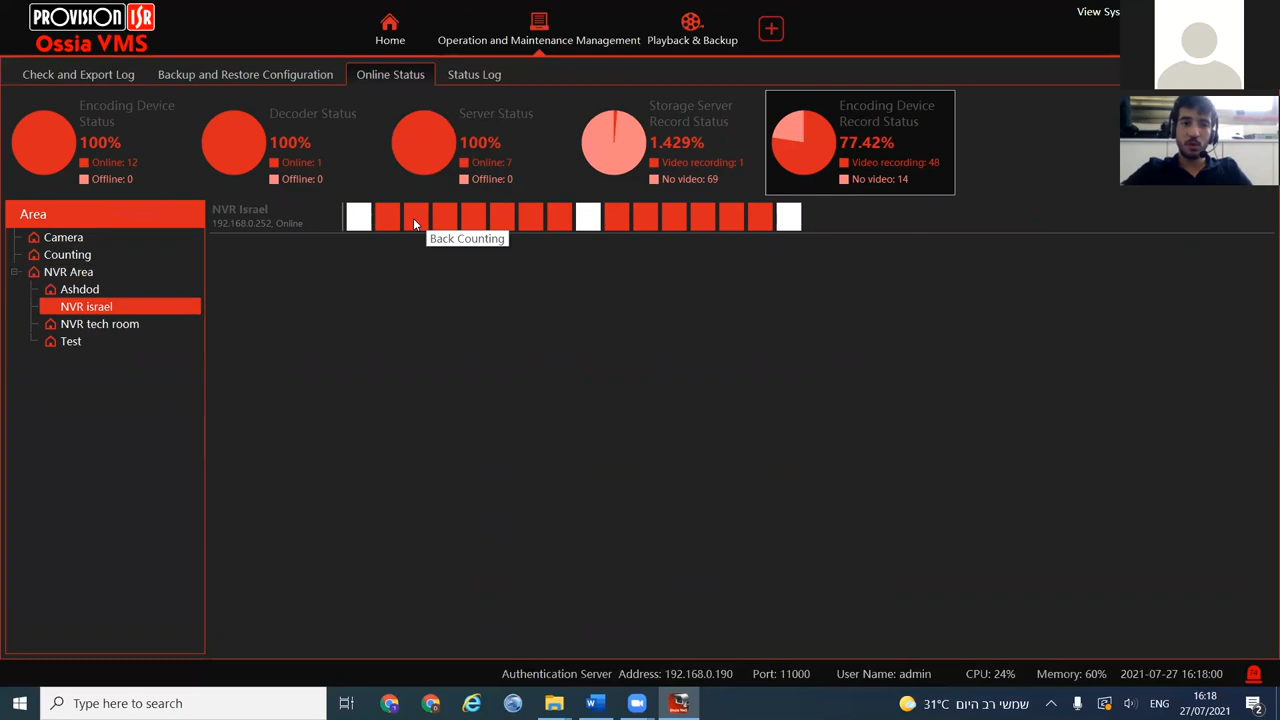 PROVISION ISR
Ossia VMS
Home
Operation and Maintenance Management
Playback & Backup
View Sys
Check and Export Log
Backup and Restore Configuration
Online Status
Status Log
Encoding Device
Status
100%
Online: 12
Offline: 0
Decoder Status
100%
Online: 1
Offline: 0
Server Status
100%
Online: 7
Offline: 0
Storage Server
Record Status
1.429%
Video recording: 1
No video: 69
Encoding Device
Record Status
77.42%
Video recording: 48
No video: 14
Area
Camera
Counting
NVR Area
Ashdod
NVR israel
NVR tech room
Test
NVR Israel
192.168.0.252, Online
Back Counting
Authentication Server Address: 192.168.0.190 Port: 11000 User Name: admin CPU: 24% Memory: 60% 2021-07-27 16:18:00
Type here to search
31°C שמשי רב היום
ENG
16:18
27/07/2021
2